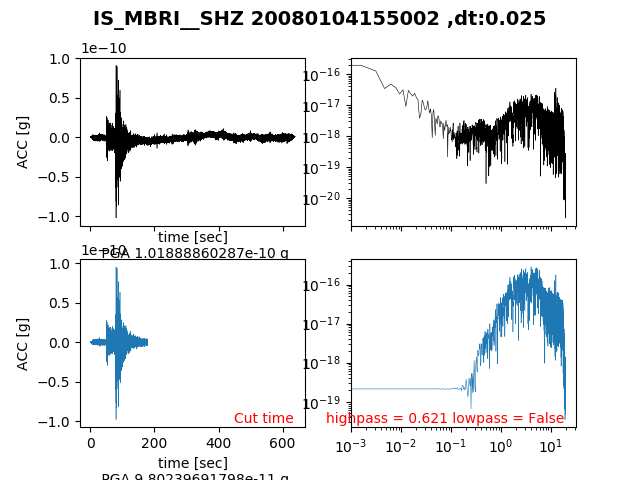 IS_MBRI__SHZ 20080104155002 ,dt:0.025
1e−10
1.0
0.5
0.0
−0.5
−1.0
ACC [g]
time [sec]
PGA 1.01888860287e-10 g
10−16
10−17
10−18
10−19
10−20
1e−10
1.0
0.5
0.0
−0.5
−1.0
ACC [g]
Cut time
0 200 400 600
time [sec]
PGA 9.80239691798e-11 g
10−16
10−17
10−18
10−19
highpass = 0.621 lowpass = False
10−3 10−2 10−1 100 101